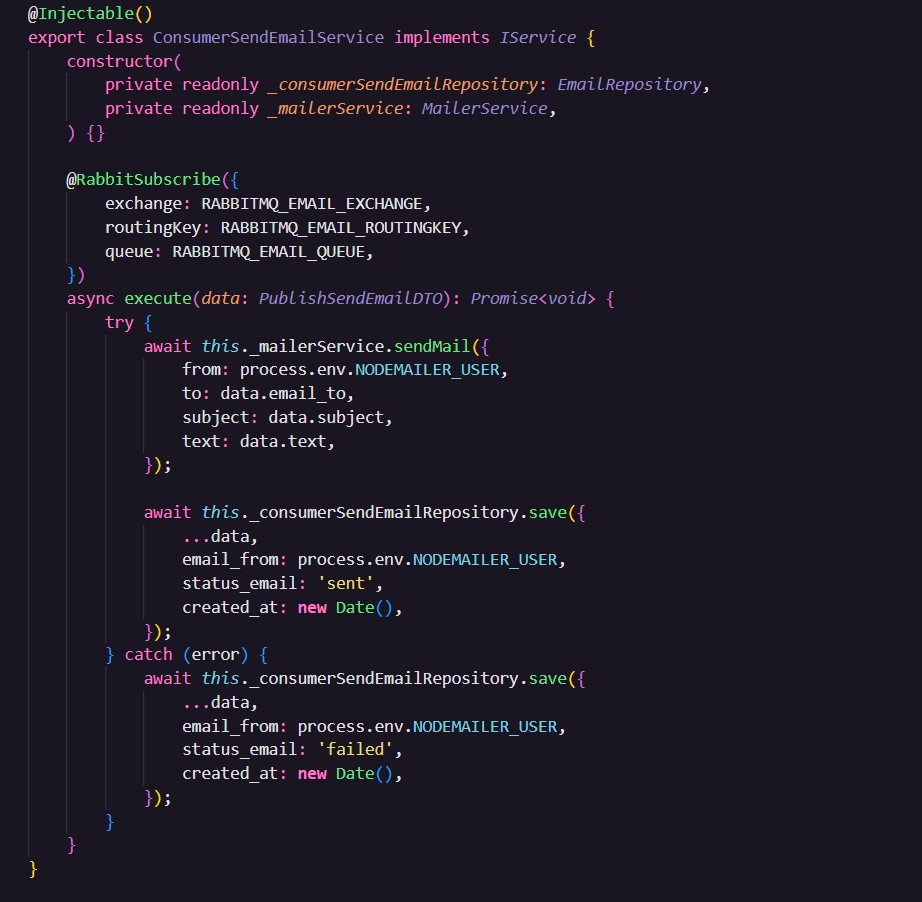 @Injectable()
export class ConsumerSendEmailService implements IService {
    constructor(
        private readonly _consumerSendEmailRepository: EmailRepository,
        private readonly _mailerService: MailerService,
    ) {}

    @RabbitSubscribe({
        exchange: RABBITMQ_EMAIL_EXCHANGE,
        routingKey: RABBITMQ_EMAIL_ROUTINGKEY,
        queue: RABBITMQ_EMAIL_QUEUE,
    })
    async execute(data: PublishSendEmailDTO): Promise<void> {
        try {
            await this._mailerService.sendMail({
                from: process.env.NODEMAILER_USER,
                to: data.email_to,
                subject: data.subject,
                text: data.text,
            });

            await this._consumerSendEmailRepository.save({
                ...data,
                email_from: process.env.NODEMAILER_USER,
                status_email: 'sent',
                created_at: new Date(),
            });
        } catch (error) {
            await this._consumerSendEmailRepository.save({
                ...data,
                email_from: process.env.NODEMAILER_USER,
                status_email: 'failed',
                created_at: new Date(),
            });
        }
    }
}